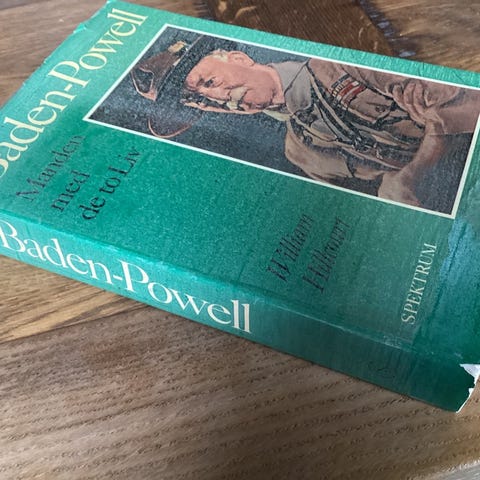 Baden-Powell
Manden
med
de to Liv
William
Hillcourt
SPEKTRUM
Baden-Powell